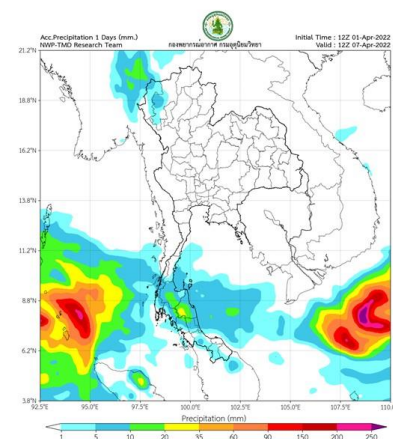 Acc.Precipitation 1 Days (mm.)
NWP-TMD Research Team
กองพยากรณ์อากาศ กรมอุตุนิยมวิทยา
Initial Time : 12Z 01-Apr-2022
Valid : 12Z 07-Apr-2022
21.2°N
18.7°N
16.2°N
13.8°N
11.2°N
8.8°N
6.2°N
3.8°N
92.5°E 95.0°E 97.5°E 100.0°E 102.5°E 105.0°E 107.5°E 110.0
Precipitation (mm)
1 5 10 20 35 60 90 150 200 250